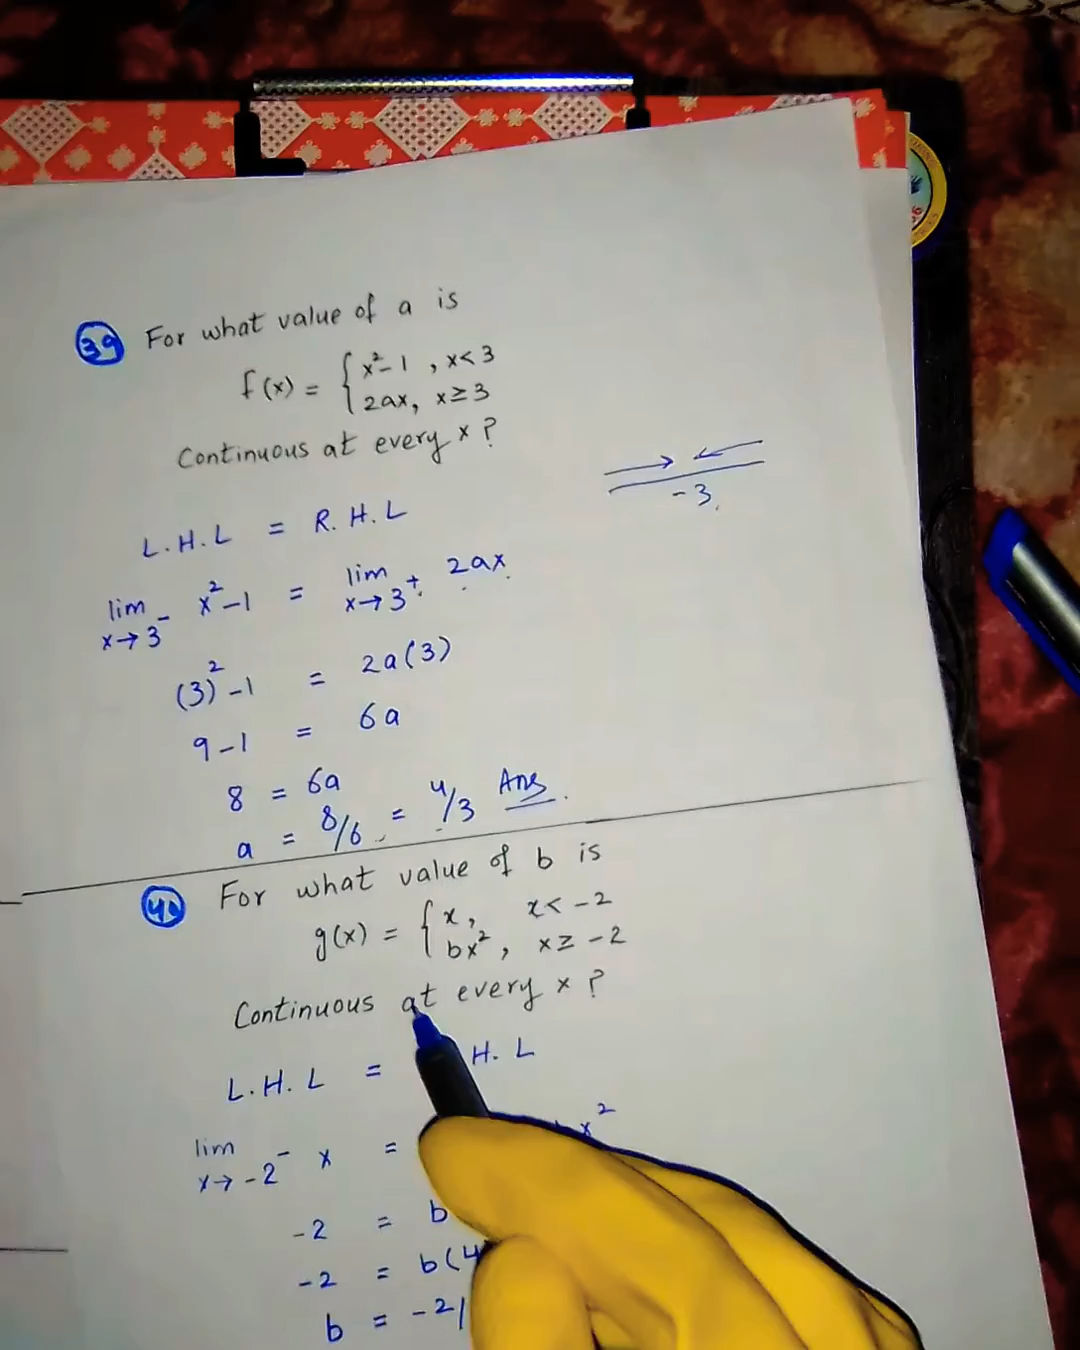 39 For what value of a is
f(x) = { x²-1 , x<3
2ax, x≥3
Continuous at every x ?
L.H.L = R.H.L
-3
lim x→3⁻ x²-1 = lim x→3⁺ 2ax
(3)²-1 = 2a(3)
9-1 = 6a
8 = 6a
a = 8/6 = 4/3 Ans
40 For what value of b is
g(x) = { x, x<-2
bx², x≥-2
Continuous at every x ?
L.H.L = H.L
lim x→-2⁻ x = x²
-2 = b
-2 = b(4
b = -2/